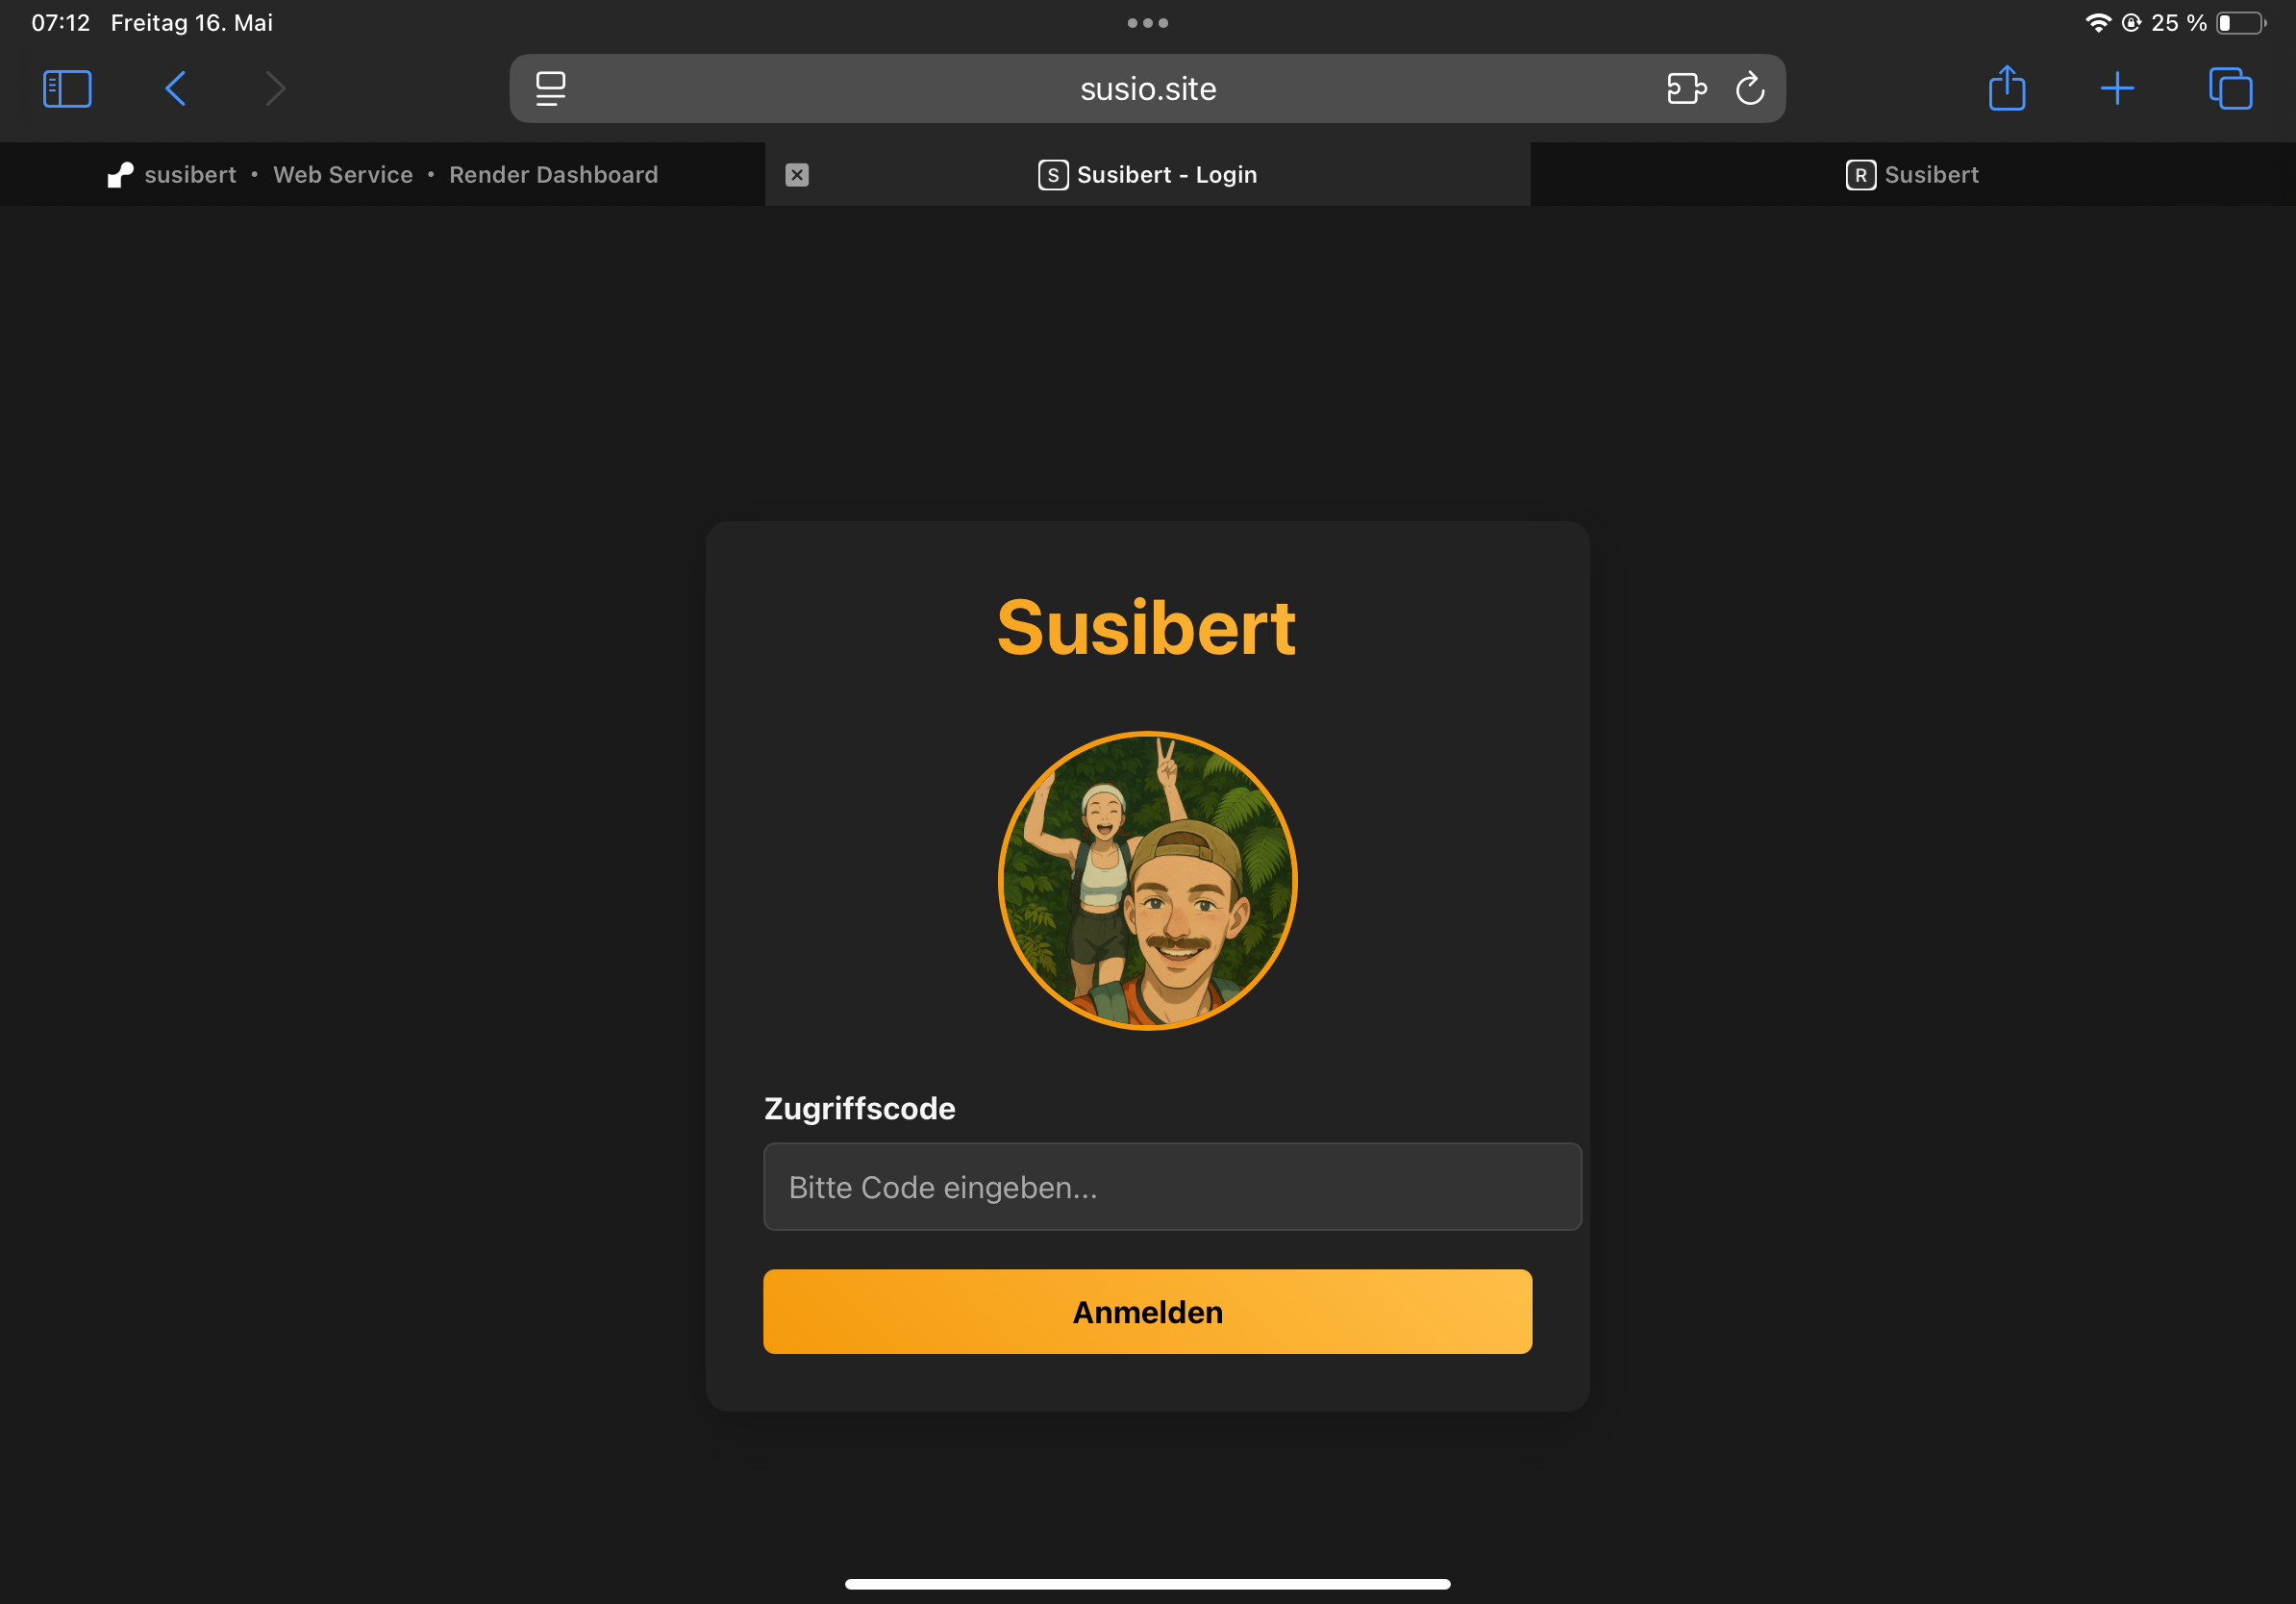 07:12 Freitag 16. Mai
25 %
susio.site
susibert • Web Service • Render Dashboard
S Susibert - Login
R Susibert
Susibert
Zugriffscode
Bitte Code eingeben...
Anmelden